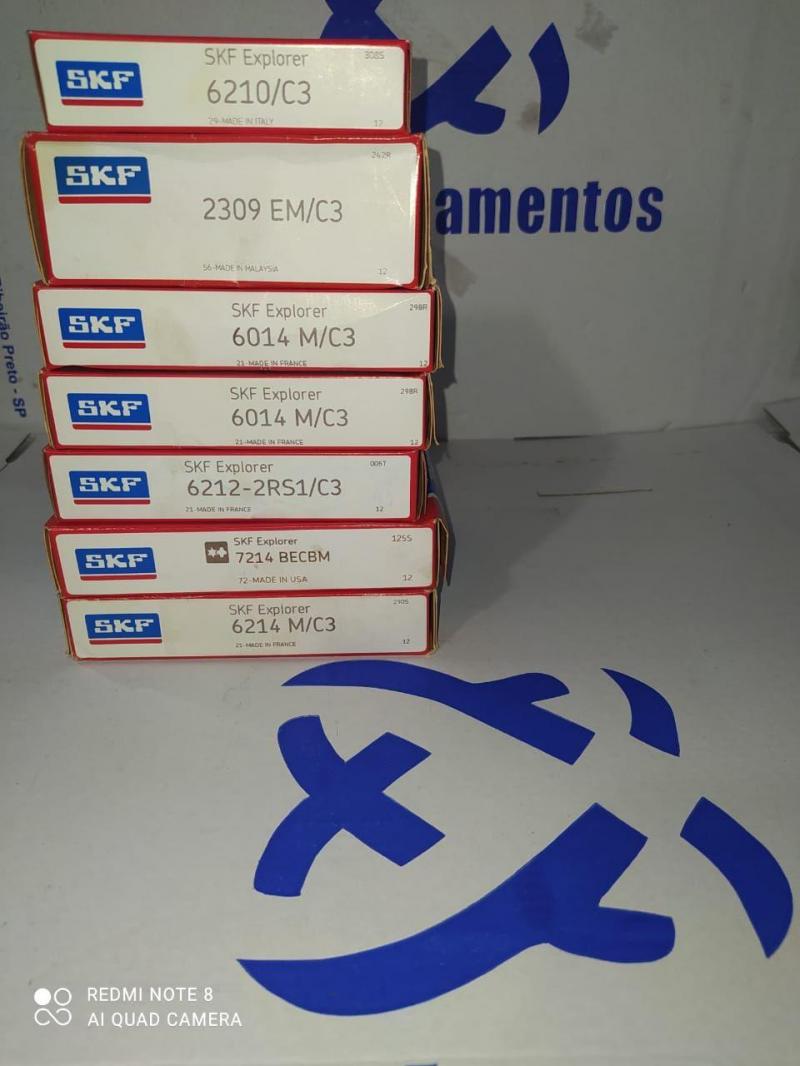 SKF
SKF Explorer
308S
6210/C3
29-MADE IN ITALY
12
SKF
242R
2309 EM/C3
56-MADE IN MALAYSIA
12
amentos
SKF
SKF Explorer
298R
6014 M/C3
21-MADE IN FRANCE
12
SKF
SKF Explorer
298R
6014 M/C3
21-MADE IN FRANCE
12
SKF
SKF Explorer
005T
6212-2RS1/C3
21-MADE IN FRANCE
12
SKF
SKF Explorer
125S
7214 BECBM
72-MADE IN USA
12
SKF
SKF Explorer
290S
6214 M/C3
21-MADE IN FRANCE
12
Ribeirão Preto - SP
REDMI NOTE 8
AI QUAD CAMERA